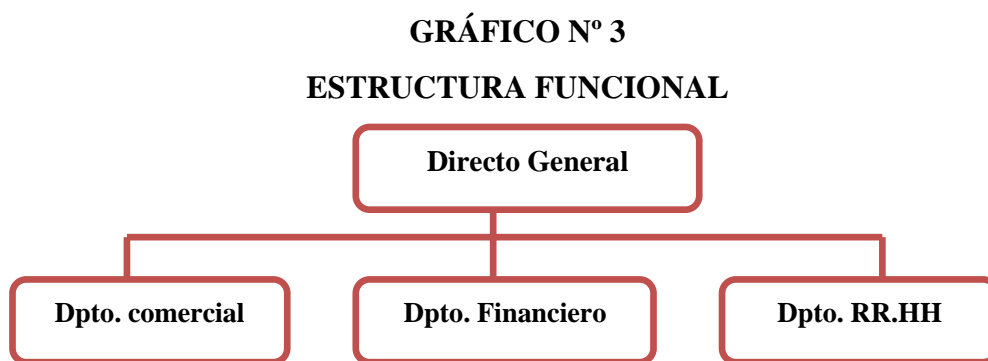 GRÁFICO Nº 3
ESTRUCTURA FUNCIONAL
Directo General
Dpto. comercial
Dpto. Financiero
Dpto. RR.HH